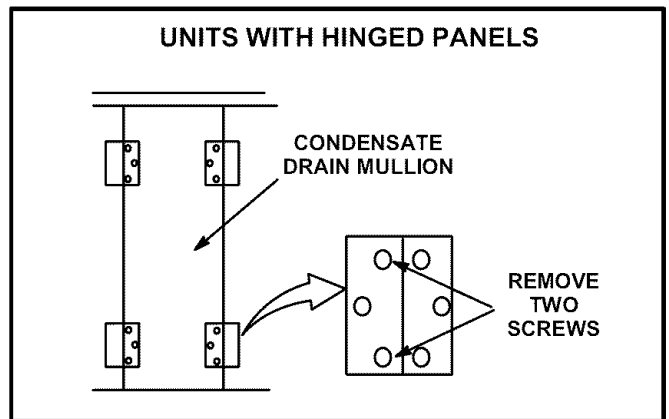 UNITS WITH HINGED PANELS
CONDENSATE
DRAIN MULLION
REMOVE
TWO
SCREWS